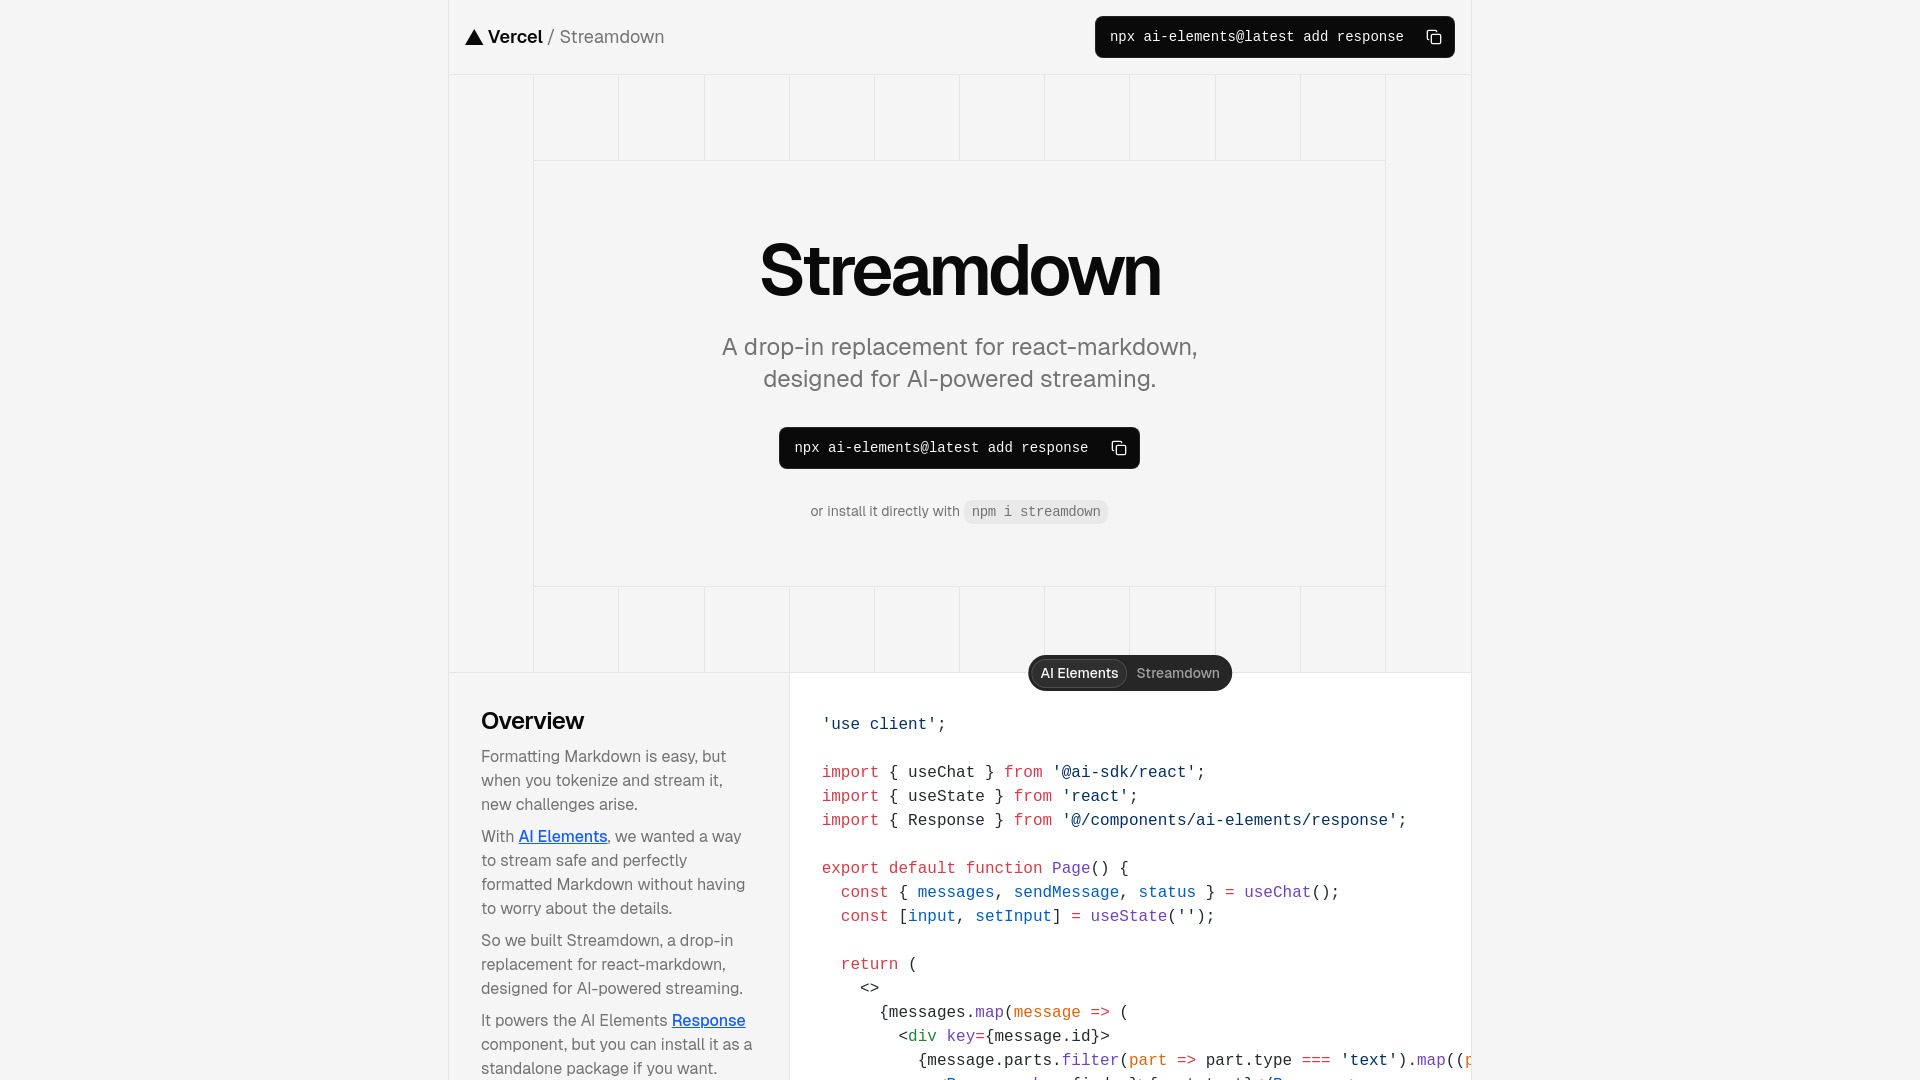 Vercel / Streamdown
npx ai-elements@latest add response
Streamdown
A drop-in replacement for react-markdown,
designed for AI-powered streaming.
npx ai-elements@latest add response
or install it directly with npm i streamdown
AI Elements Streamdown
Overview
Formatting Markdown is easy, but
when you tokenize and stream it,
new challenges arise.
With AI Elements, we wanted a way
to stream safe and perfectly
formatted Markdown without having
to worry about the details.
So we built Streamdown, a drop-in
replacement for react-markdown,
designed for AI-powered streaming.
It powers the AI Elements Response
component, but you can install it as a
standalone package if you want.
'use client';
import { useChat } from '@ai-sdk/react';
import { useState } from 'react';
import { Response } from '@/components/ai-elements/response';
export default function Page() {
  const { messages, sendMessage, status } = useChat();
  const [input, setInput] = useState('');
  return (
    <>
      {messages.map(message => (
        <div key={message.id}>
          {message.parts.filter(part => part.type === 'text').map((